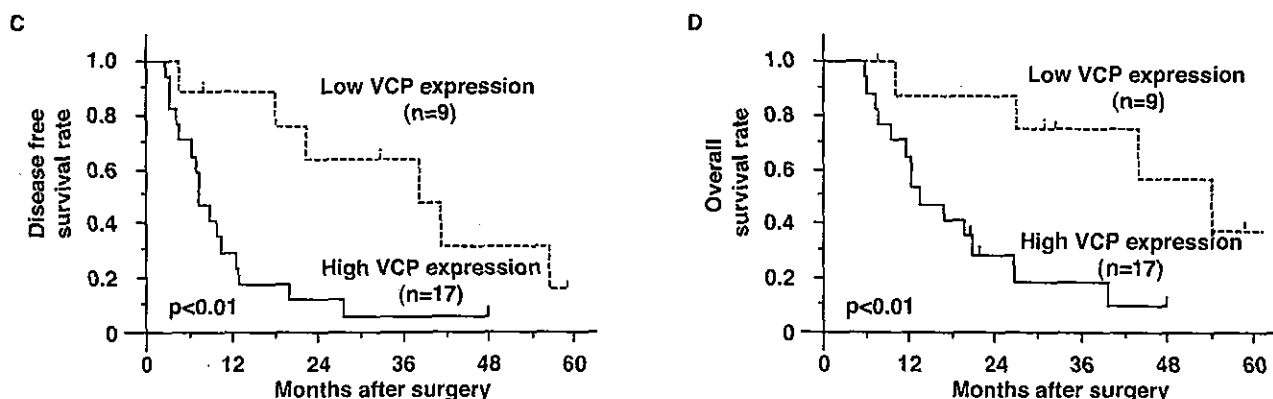 C
Disease free
survival rate
1.0
0.8
0.6
0.4
0.2
0
Low VCP expression
(n=9)
High VCP expression
(n=17)
p<0.01
0 12 24 36 48 60
Months after surgery
D
Overall
survival rate
1.0
0.8
0.6
0.4
0.2
0
Low VCP expression
(n=9)
High VCP expression
(n=17)
p<0.01
0 12 24 36 48 60
Months after surgery